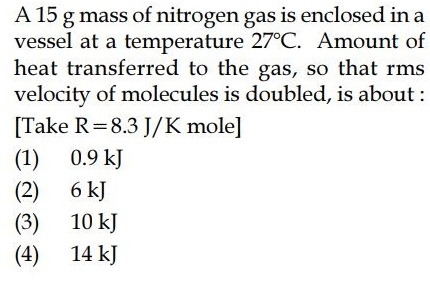 A 15 g mass of nitrogen gas is enclosed in a
vessel at a temperature 27°C. Amount of
heat transferred to the gas, so that rms
velocity of molecules is doubled, is about :
[Take R=8.3 J/K mole]
(1) 0.9 kJ
(2) 6 kJ
(3) 10 kJ
(4) 14 kJ